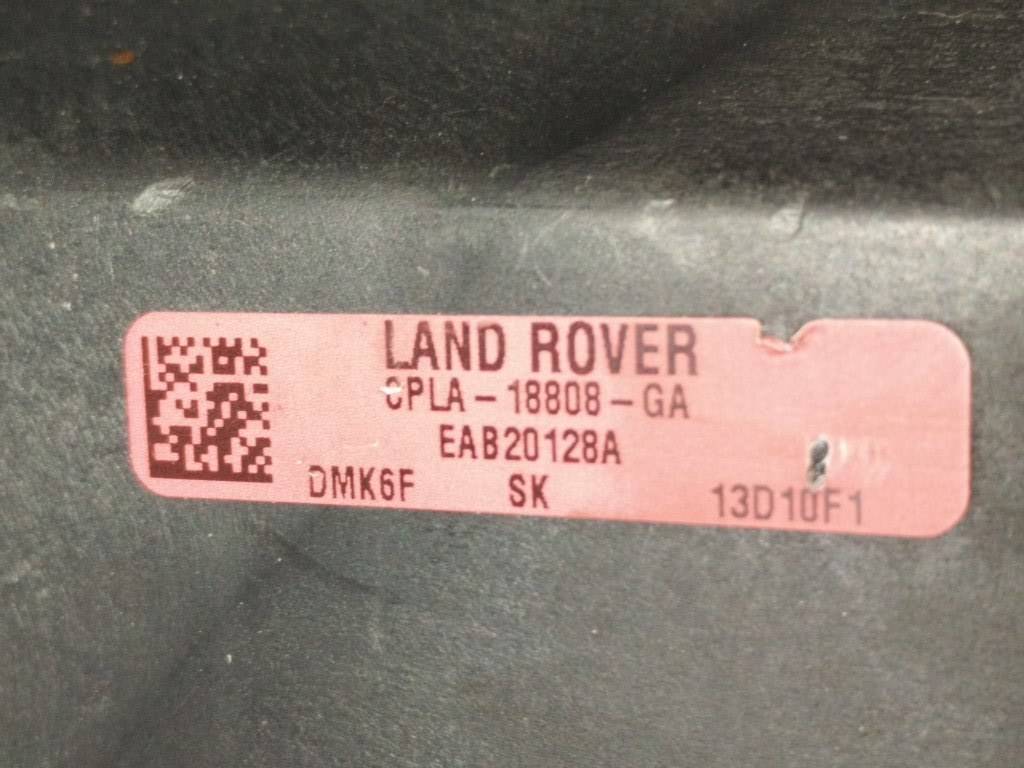 LAND ROVER
CPLA-18808-GA
EAB20128A
DMK6F SK 13D10F1